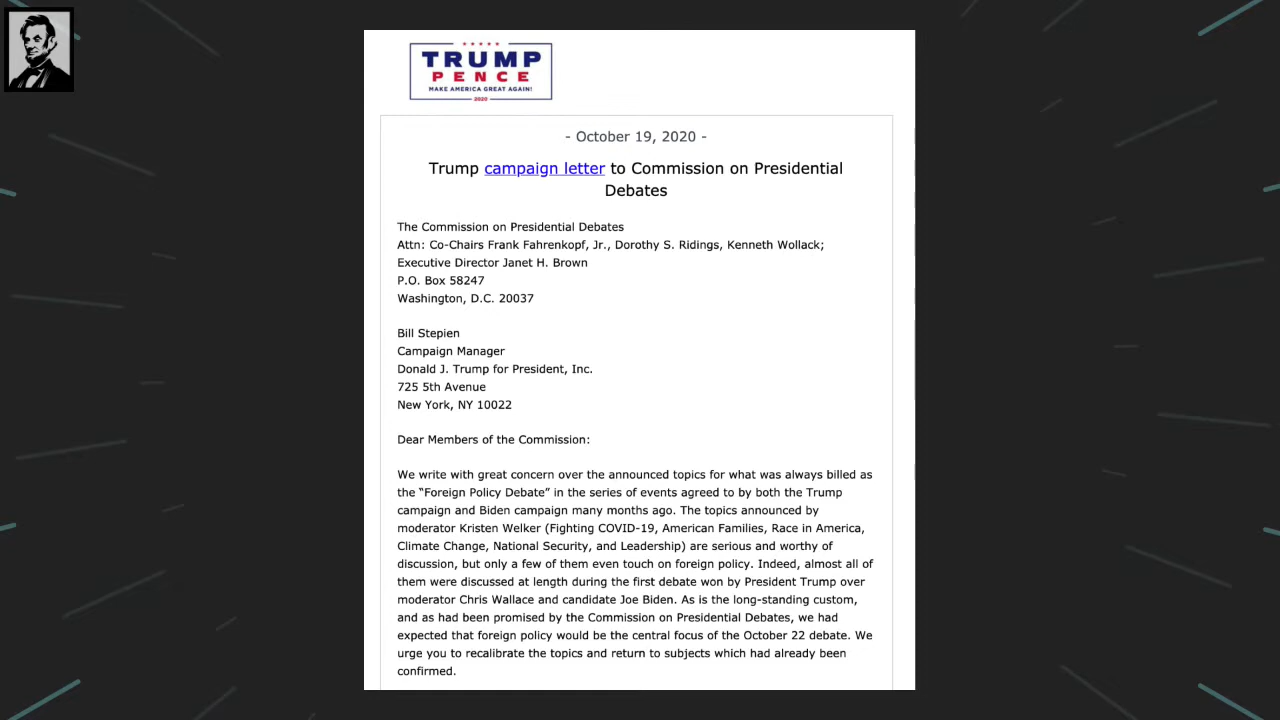 TRUMP
PENCE
MAKE AMERICA GREAT AGAIN!
2020
- October 19, 2020 -
Trump campaign letter to Commission on Presidential
Debates
The Commission on Presidential Debates
Attn: Co-Chairs Frank Fahrenkopf, Jr., Dorothy S. Ridings, Kenneth Wollack;
Executive Director Janet H. Brown
P.O. Box 58247
Washington, D.C. 20037
Bill Stepien
Campaign Manager
Donald J. Trump for President, Inc.
725 5th Avenue
New York, NY 10022
Dear Members of the Commission:
We write with great concern over the announced topics for what was always billed as
the “Foreign Policy Debate” in the series of events agreed to by both the Trump
campaign and Biden campaign many months ago. The topics announced by
moderator Kristen Welker (Fighting COVID-19, American Families, Race in America,
Climate Change, National Security, and Leadership) are serious and worthy of
discussion, but only a few of them even touch on foreign policy. Indeed, almost all of
them were discussed at length during the first debate won by President Trump over
moderator Chris Wallace and candidate Joe Biden. As is the long-standing custom,
and as had been promised by the Commission on Presidential Debates, we had
expected that foreign policy would be the central focus of the October 22 debate. We
urge you to recalibrate the topics and return to subjects which had already been
confirmed.